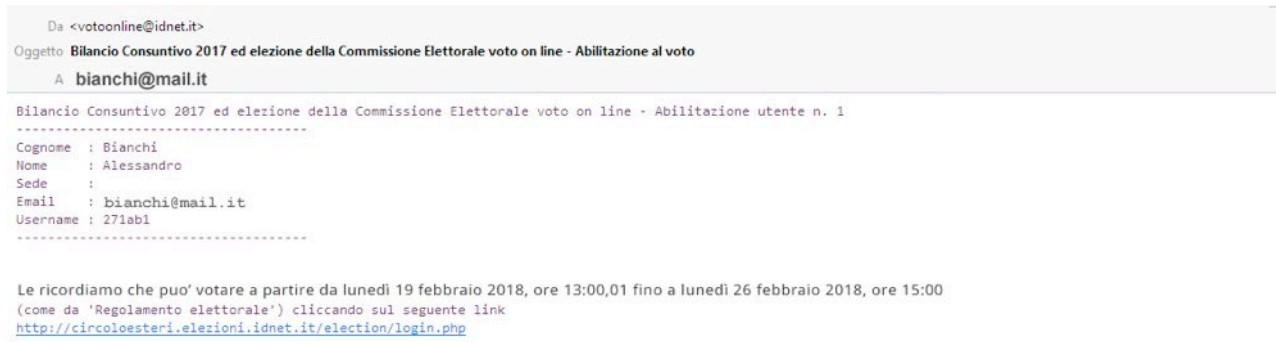 Da <votoonline@idnet.it>
Oggetto Bilancio Consuntivo 2017 ed elezione della Commissione Elettorale voto on line - Abilitazione al voto
A bianchi@mail.it
Bilancio Consuntivo 2017 ed elezione della Commissione Elettorale voto on line - Abilitazione utente n. 1
-------------------------------------
Cognome : Bianchi
Nome : Alessandro
Sede :
Email : bianchi@mail.it
Username : 271ab1
-------------------------------------
Le ricordiamo che puo' votare a partire da lunedì 19 febbraio 2018, ore 13:00,01 fino a lunedì 26 febbraio 2018, ore 15:00
(come da 'Regolamento elettorale') cliccando sul seguente link
http://circoloesteri.elezioni.idnet.it/election/login.php